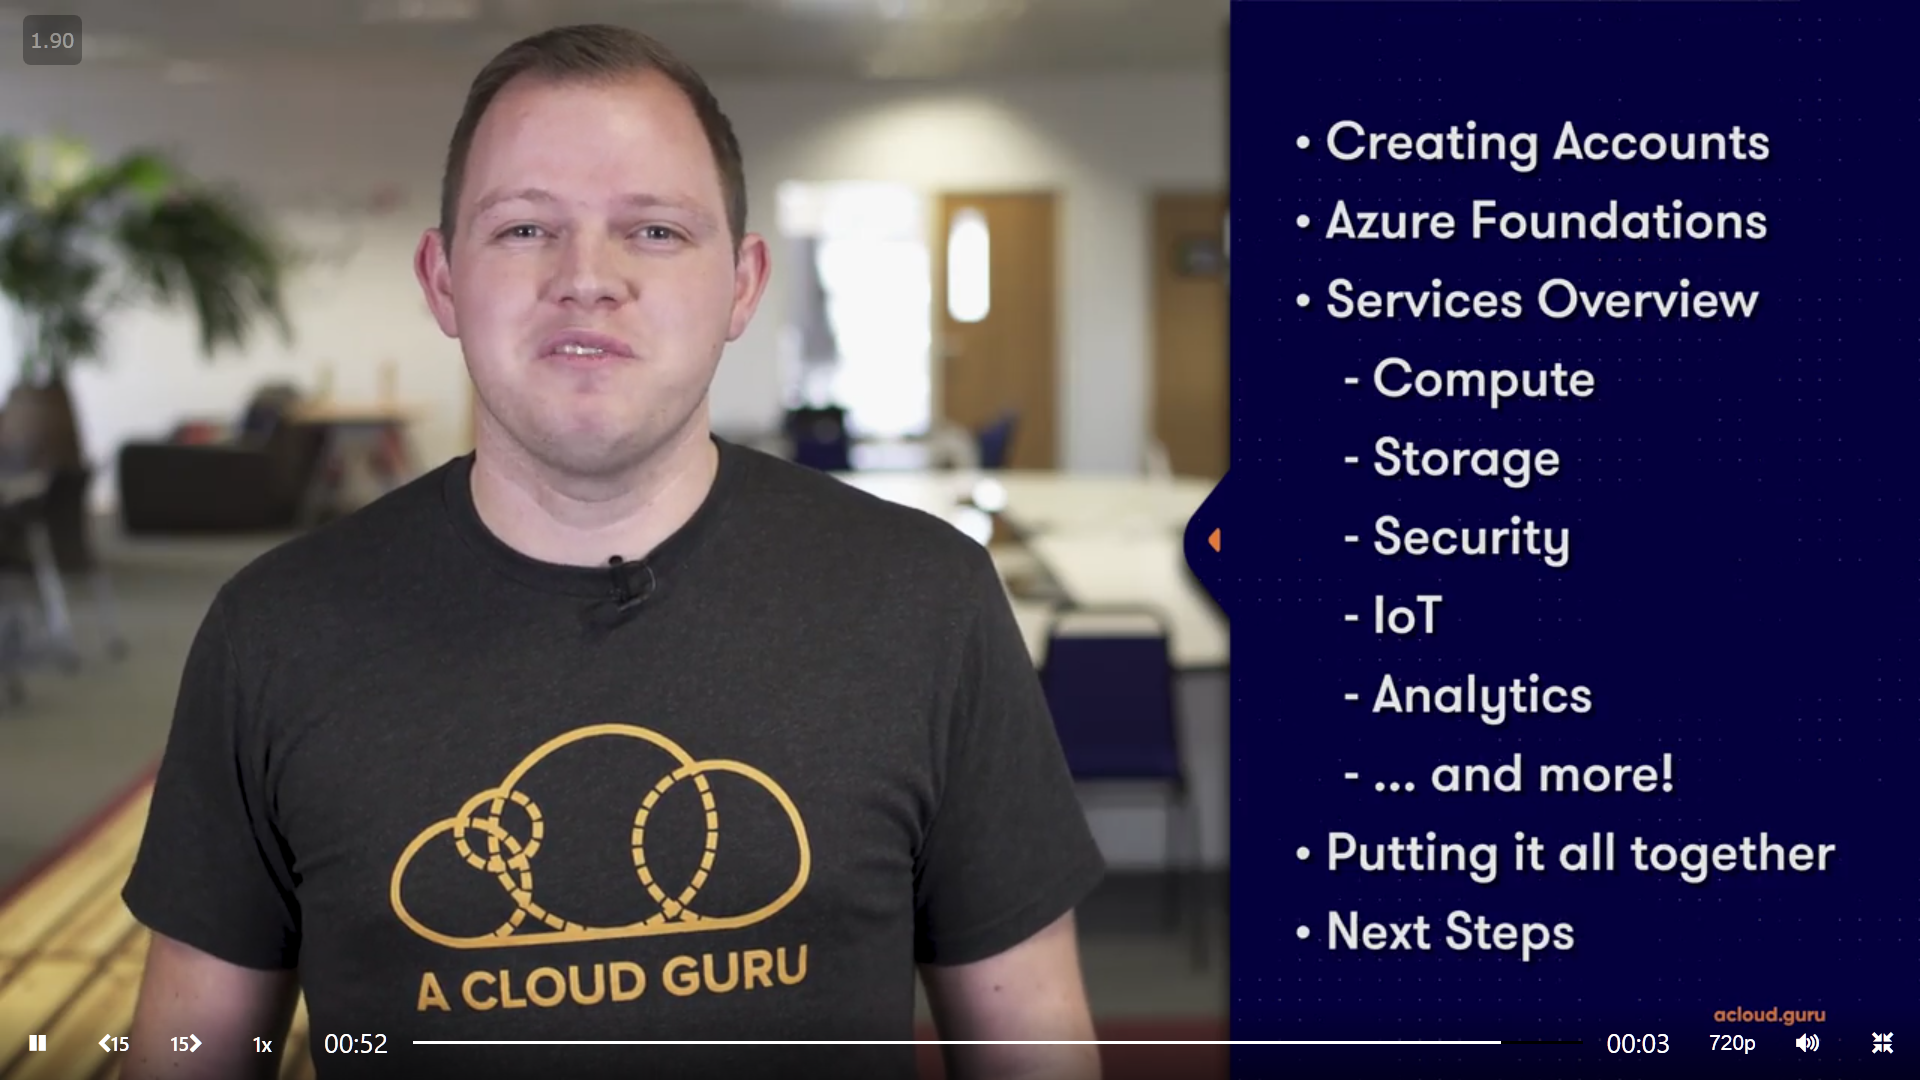 1.90
• Creating Accounts
• Azure Foundations
• Services Overview
- Compute
- Storage
- Security
- IoT
- Analytics
- ... and more!
• Putting it all together
• Next Steps
A CLOUD GURU
acloud.guru
15 15 1x 00:52 00:03 720p